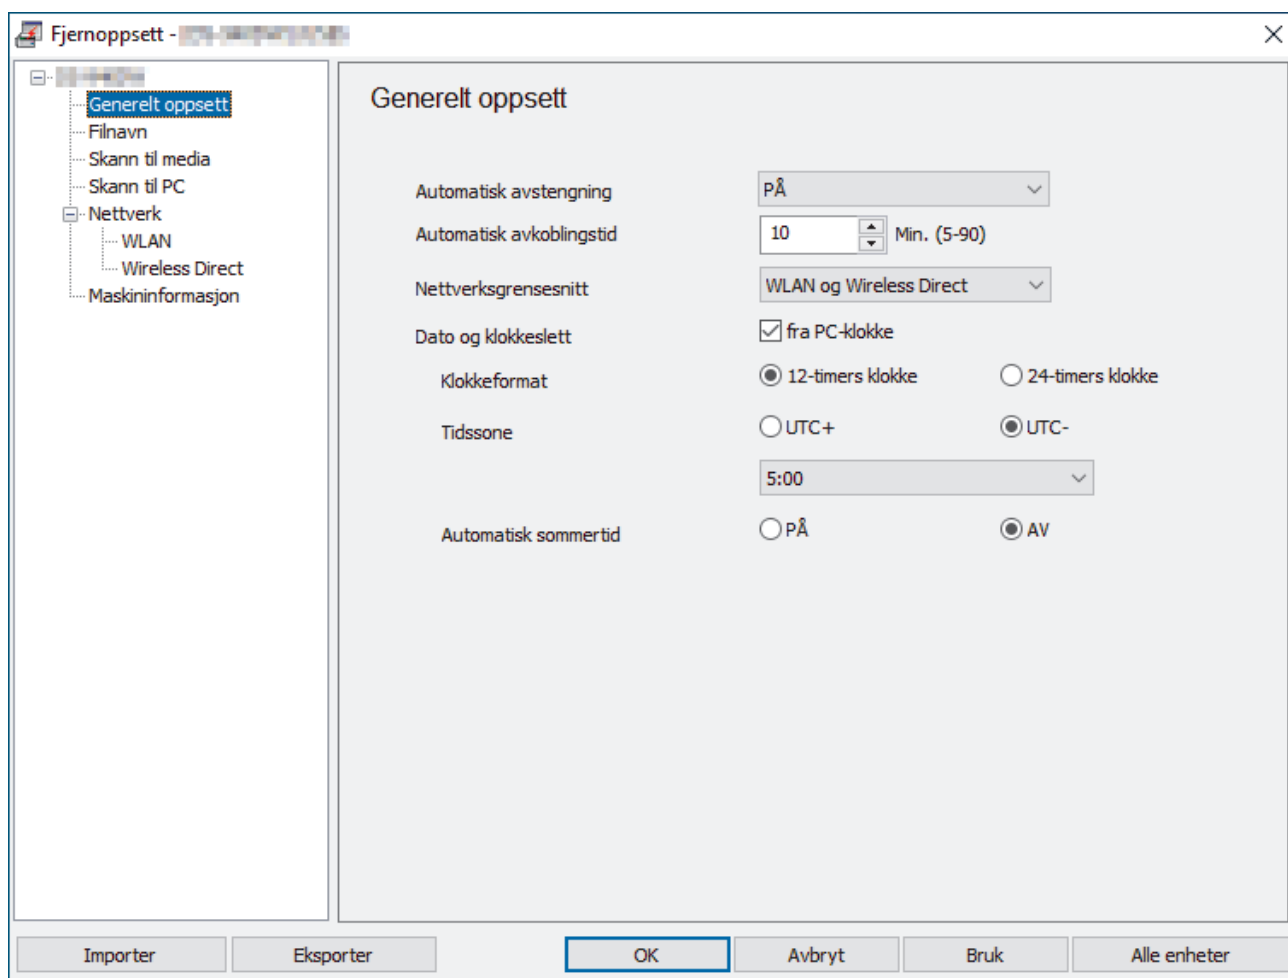 Fjernoppsett -
Generelt oppsett
Filnavn
Skann til media
Skann til PC
Nettverk
WLAN
Wireless Direct
Maskininformasjon
Generelt oppsett
Automatisk avstengning PÅ
Automatisk avkoblingstid 10 Min. (5-90)
Nettverksgrensesnitt WLAN og Wireless Direct
Dato og klokkeslett fra PC-klokke
Klokkeformat 12-timers klokke 24-timers klokke
Tidssone UTC+ UTC-
5:00
Automatisk sommertid PÅ AV
Importer Eksporter OK Avbryt Bruk Alle enheter